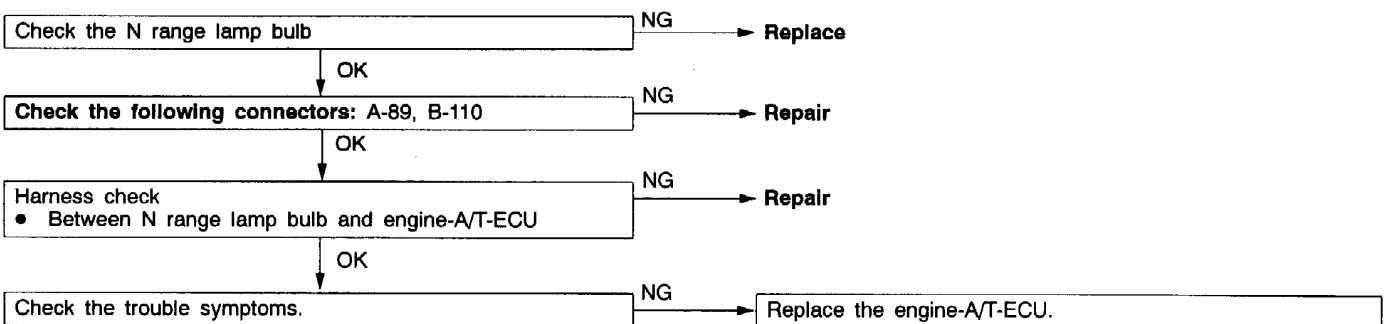 Check the N range lamp bulb
NG
Replace
OK
Check the following connectors: A-89, B-110
NG
Repair
OK
Harness check
● Between N range lamp bulb and engine-A/T-ECU
NG
Repair
OK
Check the trouble symptoms.
NG
Replace the engine-A/T-ECU.